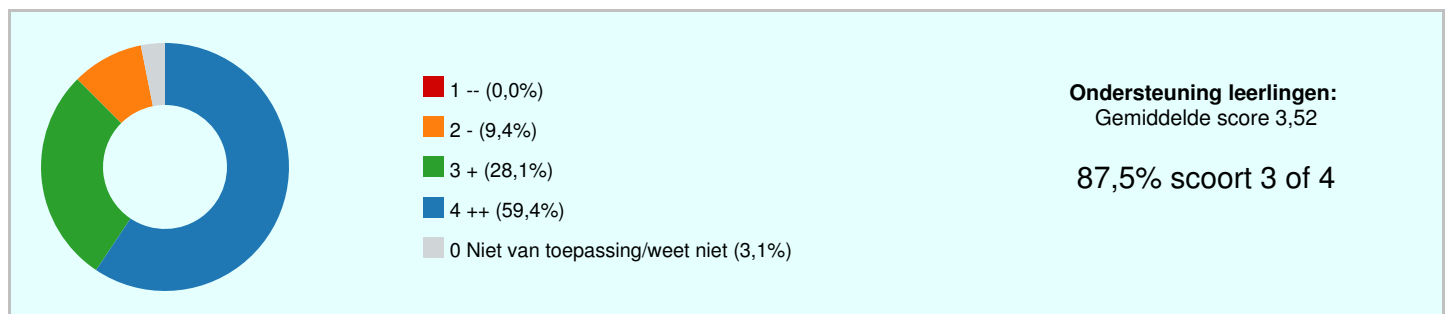 1 -- (0,0%)
2 - (9,4%)
3 + (28,1%)
4 ++ (59,4%)
0 Niet van toepassing/weet niet (3,1%)
Ondersteuning leerlingen:
Gemiddelde score 3,52
87,5% scoort 3 of 4